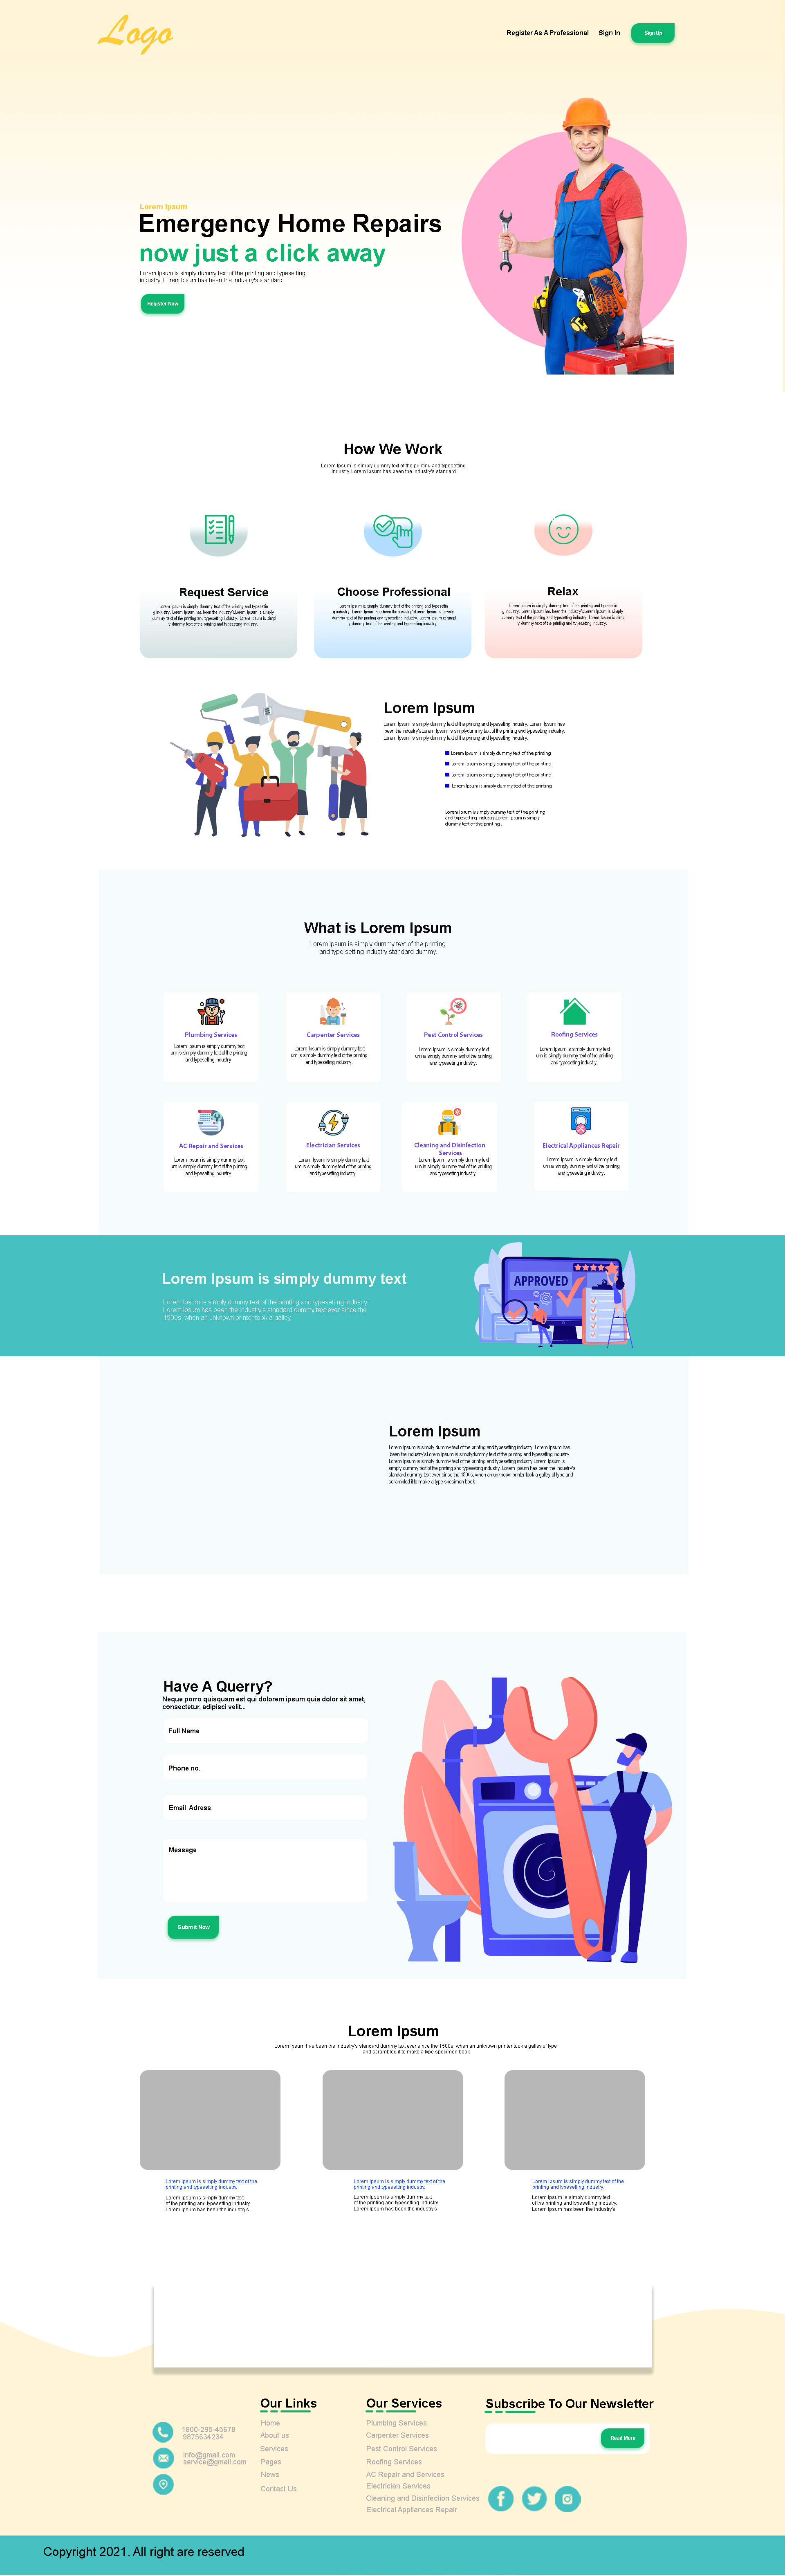 Logo
Register As A Professional
Sign In
Sign Up
Lorem Ipsum
Emergency Home Repairs
now just a click away
Lorem Ipsum is simply dummy text of the printing and typesetting
industry. Lorem Ipsum has been the industry's standard
Register Now
How We Work
Lorem Ipsum is simply dummy text of the printing and typesetting
industry. Lorem Ipsum has been the industry's standard
Request Service
Lorem Ipsum is simply dummy text of the printing and typesettin
g industry. Lorem Ipsum has been the industry'sLorem Ipsum is simply
dummy text of the printing and typesetting industry. Lorem Ipsum is simpl
y dummy text of the printing and typesetting industry.
Choose Professional
Lorem Ipsum is simply dummy text of the printing and typesettin
g industry. Lorem Ipsum has been the industry'sLorem Ipsum is simply
dummy text of the printing and typesetting industry. Lorem Ipsum is simpl
y dummy text of the printing and typesetting industry.
Relax
Lorem Ipsum is simply dummy text of the printing and typesettin
g industry. Lorem Ipsum has been the industry'sLorem Ipsum is simply
dummy text of the printing and typesetting industry. Lorem Ipsum is simpl
y dummy text of the printing and typesetting industry.
Lorem Ipsum
Lorem Ipsum is simply dummy text of the printing and typesetting industry. Lorem Ipsum has
been the industry'sLorem Ipsum is simplydummy text of the printing and typesetting industry.
Lorem Ipsum is simply dummy text of the printing and typesetting industry.
Lorem Ipsum is simply dummy text of the printing
Lorem Ipsum is simply dummy text of the printing
Lorem Ipsum is simply dummy text of the printing
Lorem Ipsum is simply dummy text of the printing
Lorem Ipsum is simply dummy text of the printing
and typesetting industry.Lorem Ipsum is simply
dummy text of the printing .
What is Lorem Ipsum
Lorem Ipsum is simply dummy text of the printing
and type setting industry standard dummy.
Plumbing Services
Lorem Ipsum is simply dummy text
um is simply dummy text of the printing
and typesetting industry.
Carpenter Services
Lorem Ipsum is simply dummy text
um is simply dummy text of the printing
and typesetting industry.
Pest Control Services
Lorem Ipsum is simply dummy text
um is simply dummy text of the printing
and typesetting industry.
Roofing Services
Lorem Ipsum is simply dummy text
um is simply dummy text of the printing
and typesetting industry.
AC Repair and Services
Lorem Ipsum is simply dummy text
um is simply dummy text of the printing
and typesetting industry.
Electrician Services
Lorem Ipsum is simply dummy text
um is simply dummy text of the printing
and typesetting industry.
Cleaning and Disinfection
Services
Lorem Ipsum is simply dummy text
um is simply dummy text of the printing
and typesetting industry.
Electrical Appliances Repair
Lorem Ipsum is simply dummy text
um is simply dummy text of the printing
and typesetting industry.
Lorem Ipsum is simply dummy text
Lorem Ipsum is simply dummy text of the printing and typesetting industry.
Lorem Ipsum has been the industry's standard dummy text ever since the
1500s, when an unknown printer took a galley
APPROVED
Lorem Ipsum
Lorem Ipsum is simply dummy text of the printing and typesetting industry. Lorem Ipsum has
been the industry'sLorem Ipsum is simplydummy text of the printing and typesetting industry.
Lorem Ipsum is simply dummy text of the printing and typesetting industry.Lorem Ipsum is
simply dummy text of the printing and typesetting industry. Lorem Ipsum has been the industry's
standard dummy text ever since the 1500s, when an unknown printer took a galley of type and
scrambled it to make a type specimen book
Have A Querry?
Neque porro quisquam est qui dolorem ipsum quia dolor sit amet,
consectetur, adipisci velit...
Full Name
Phone no.
Email Adress
Message
Submit Now
Lorem Ipsum
Lorem Ipsum has been the industry's standard dummy text ever since the 1500s, when an unknown printer took a galley of type
and scrambled it to make a type specimen book
Lorem Ipsum is simply dummy text of the
printing and typesetting industry.
Lorem Ipsum is simply dummy text
of the printing and typesetting industry.
Lorem Ipsum has been the industry's
Lorem Ipsum is simply dummy text of the
printing and typesetting industry.
Lorem Ipsum is simply dummy text
of the printing and typesetting industry.
Lorem Ipsum has been the industry's
Lorem Ipsum is simply dummy text of the
printing and typesetting industry.
Lorem Ipsum is simply dummy text
of the printing and typesetting industry.
Lorem Ipsum has been the industry's
1800-295-45678
9875634234
info@gmail.com
service@gmail.com
Our Links
Home
About us
Services
Pages
News
Contact Us
Our Services
Plumbing Services
Carpenter Services
Pest Control Services
Roofing Services
AC Repair and Services
Electrician Services
Cleaning and Disinfection Services
Electrical Appliances Repair
Subscribe To Our Newsletter
Read More
Copyright 2021. All right are reserved